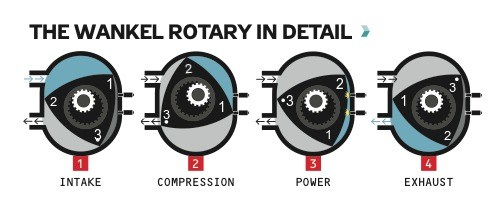 THE WANKEL ROTARY IN DETAIL
1 2 3
2 1 3
2 3 1
3 1 2
1 2 3 4
INTAKE COMPRESSION POWER EXHAUST